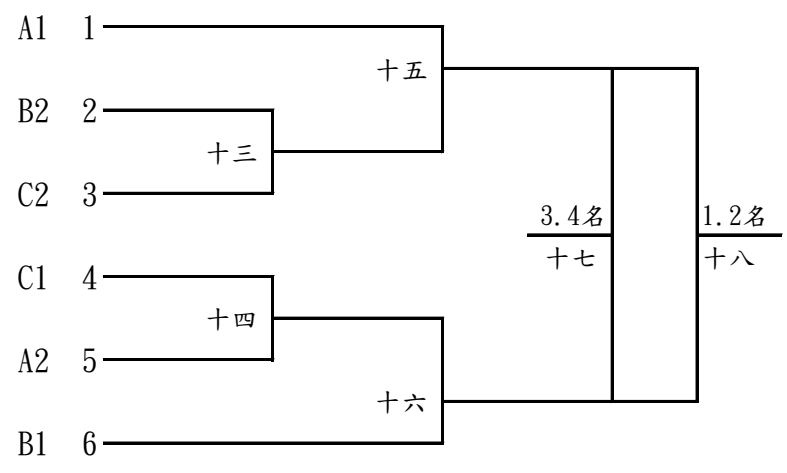 A1 1
十五
B2 2
十三
C2 3
3.4名 1.2名
十七 十八
C1 4
十四
A2 5
十六
B1 6